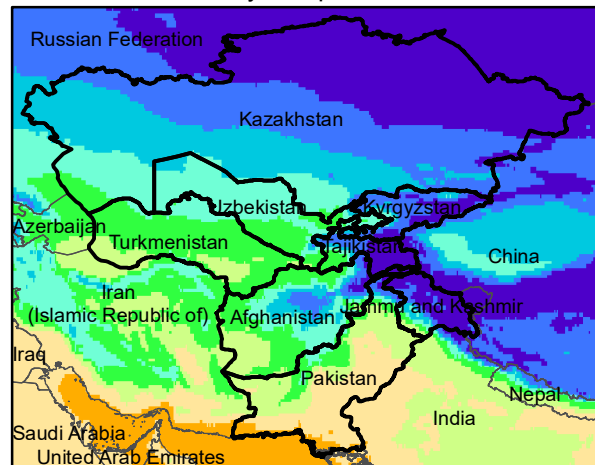 Russian Federation
Kazakhstan
Izbekistan
Kyrgyzstan
Azerbaijan
Turkmenistan
Tajikistan
China
Iran
(Islamic Republic of)
Afghanistan
Jammu and Kashmir
Iraq
Pakistan
Nepal
India
Saudi Arabia
United Arab Emirates